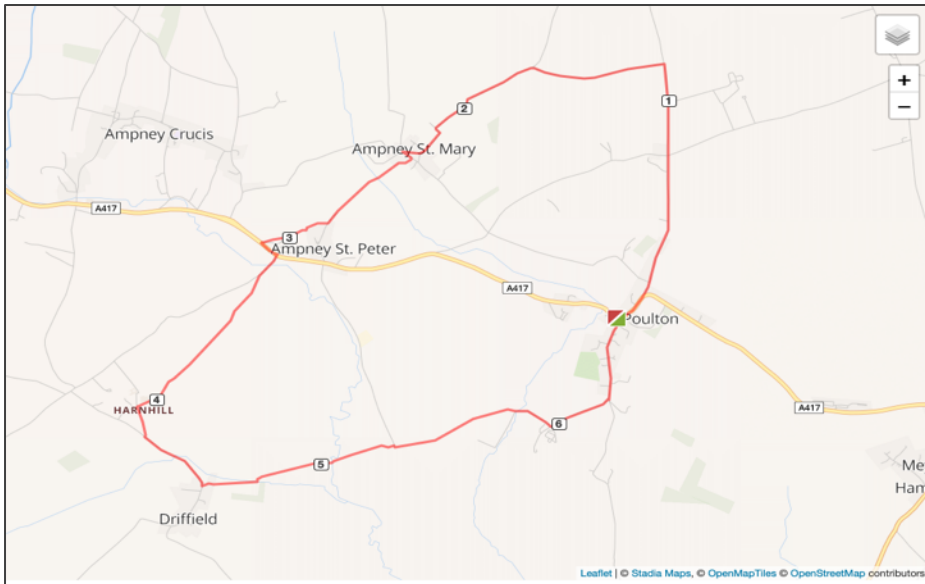 +
−
1
2
Ampney Crucis
Ampney St. Mary
A417
3
Ampney St. Peter
A417
Poulton
4
HARNHILL
A417
6
5
Me
Ham
Driffield
Leaflet | © Stadia Maps, © OpenMapTiles © OpenStreetMap contributors